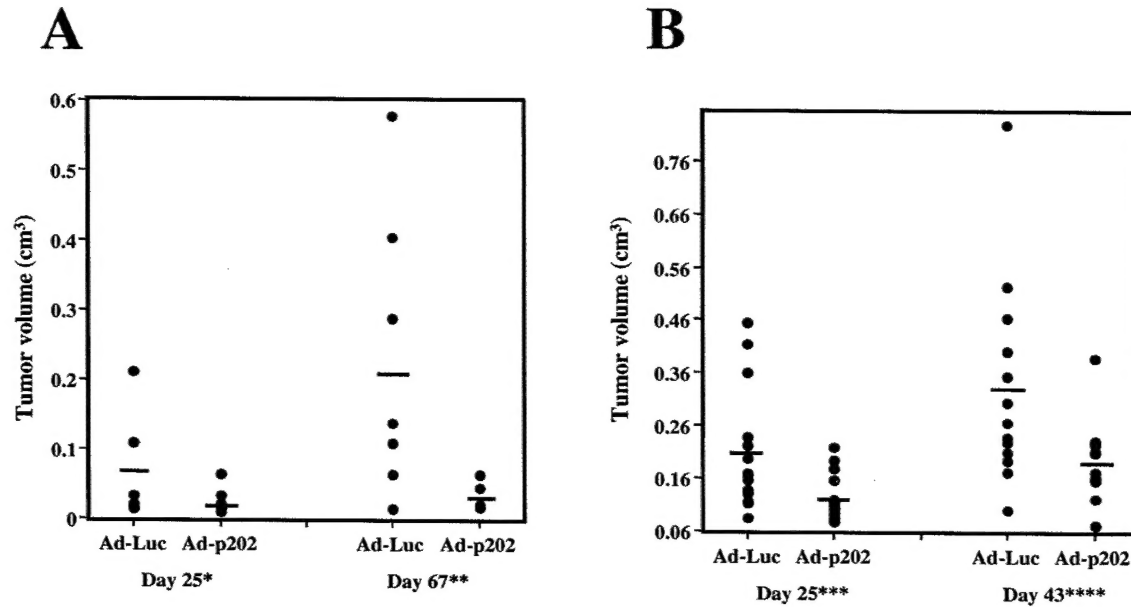 A
B
Tumor volume (cm³)
0.6
0.5
0.4
0.3
0.2
0.1
0
Ad-Luc Ad-p202 Ad-Luc Ad-p202
Day 25* Day 67**
Tumor volume (cm³)
0.76
0.66
0.56
0.46
0.36
0.26
0.16
0.06
Ad-Luc Ad-p202 Ad-Luc Ad-p202
Day 25*** Day 43****